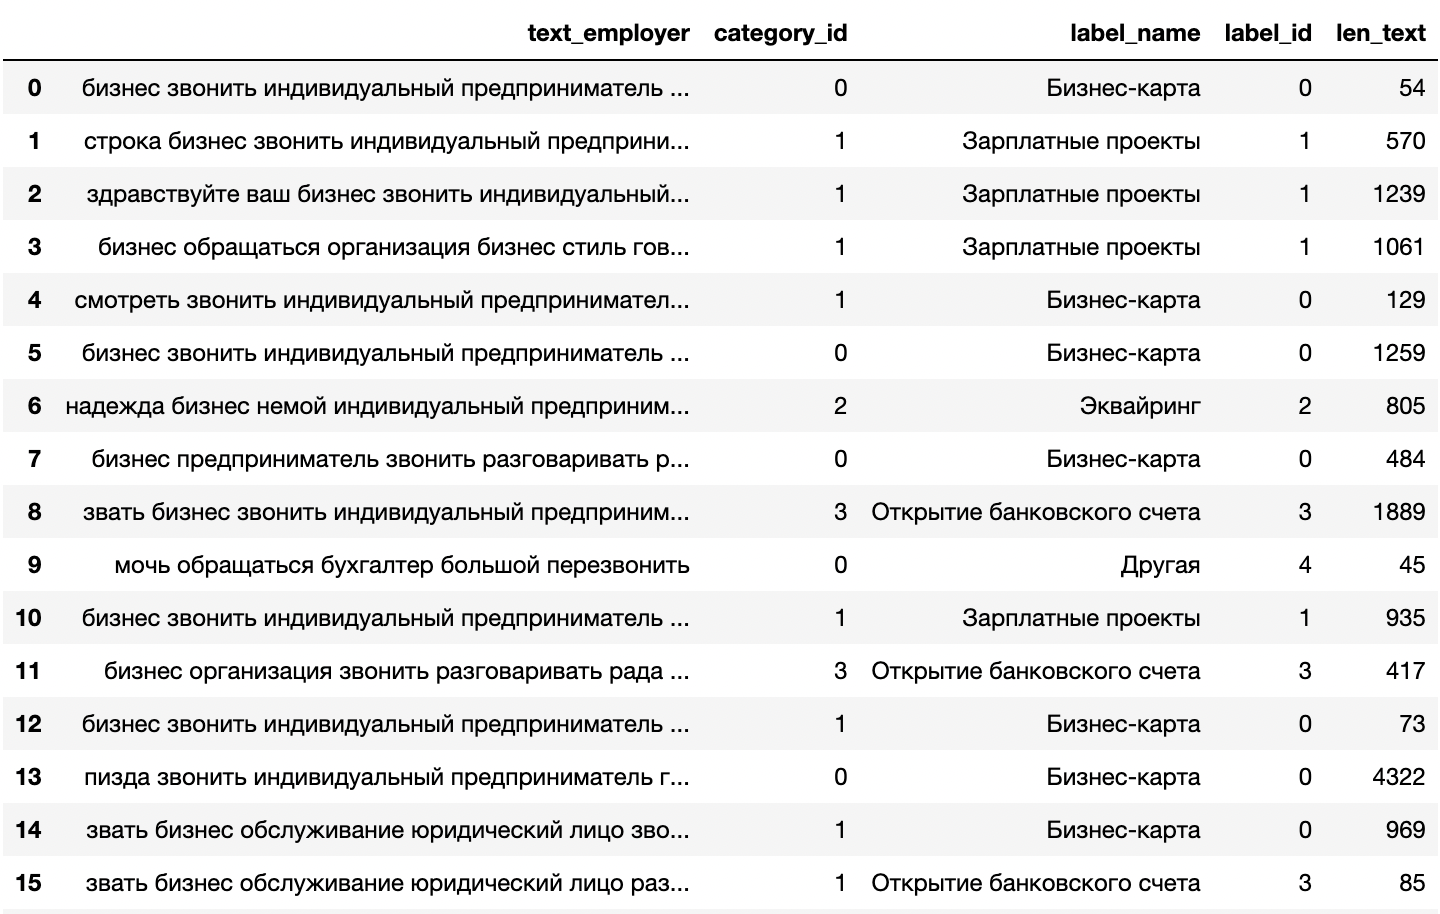 text_employer category_id label_name label_id len_text
0 бизнес звонить индивидуальный предприниматель ... 0 Бизнес-карта 0 54
1 строка бизнес звонить индивидуальный предприни... 1 Зарплатные проекты 1 570
2 здравствуйте ваш бизнес звонить индивидуальный... 1 Зарплатные проекты 1 1239
3 бизнес обращаться организация бизнес стиль гов... 1 Зарплатные проекты 1 1061
4 смотреть звонить индивидуальный предпринимател... 1 Бизнес-карта 0 129
5 бизнес звонить индивидуальный предприниматель ... 0 Бизнес-карта 0 1259
6 надежда бизнес немой индивидуальный предприним... 2 Эквайринг 2 805
7 бизнес предприниматель звонить разговаривать р... 0 Бизнес-карта 0 484
8 звать бизнес звонить индивидуальный предприним... 3 Открытие банковского счета 3 1889
9 мочь обращаться бухгалтер большой перезвонить 0 Другая 4 45
10 бизнес звонить индивидуальный предприниматель ... 1 Зарплатные проекты 1 935
11 бизнес организация звонить разговаривать рада ... 3 Открытие банковского счета 3 417
12 бизнес звонить индивидуальный предприниматель ... 1 Бизнес-карта 0 73
13 пизда звонить индивидуальный предприниматель г... 0 Бизнес-карта 0 4322
14 звать бизнес обслуживание юридический лицо зво... 1 Бизнес-карта 0 969
15 звать бизнес обслуживание юридический лицо раз... 1 Открытие банковского счета 3 85